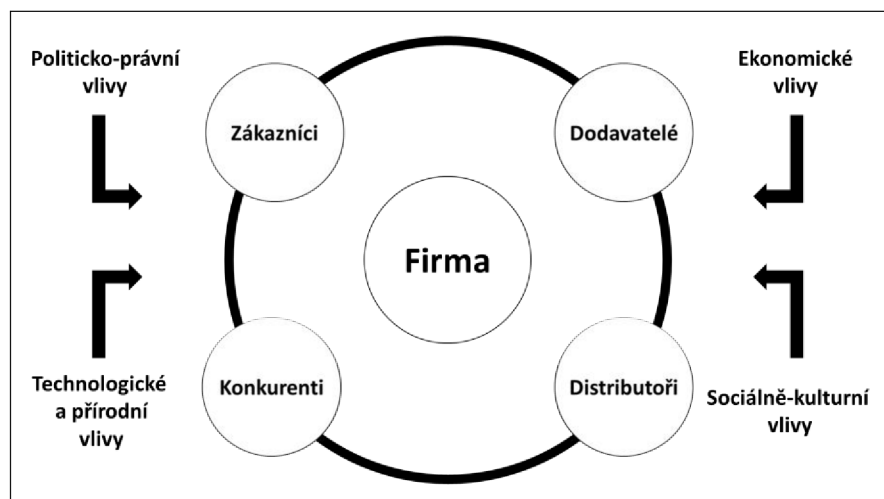 Politicko-právní
vlivy
Ekonomické
vlivy
Zákazníci
Dodavatelé
Firma
Konkurenti
Distributoři
Technologické
a přírodní
vlivy
Sociálně-kulturní
vlivy